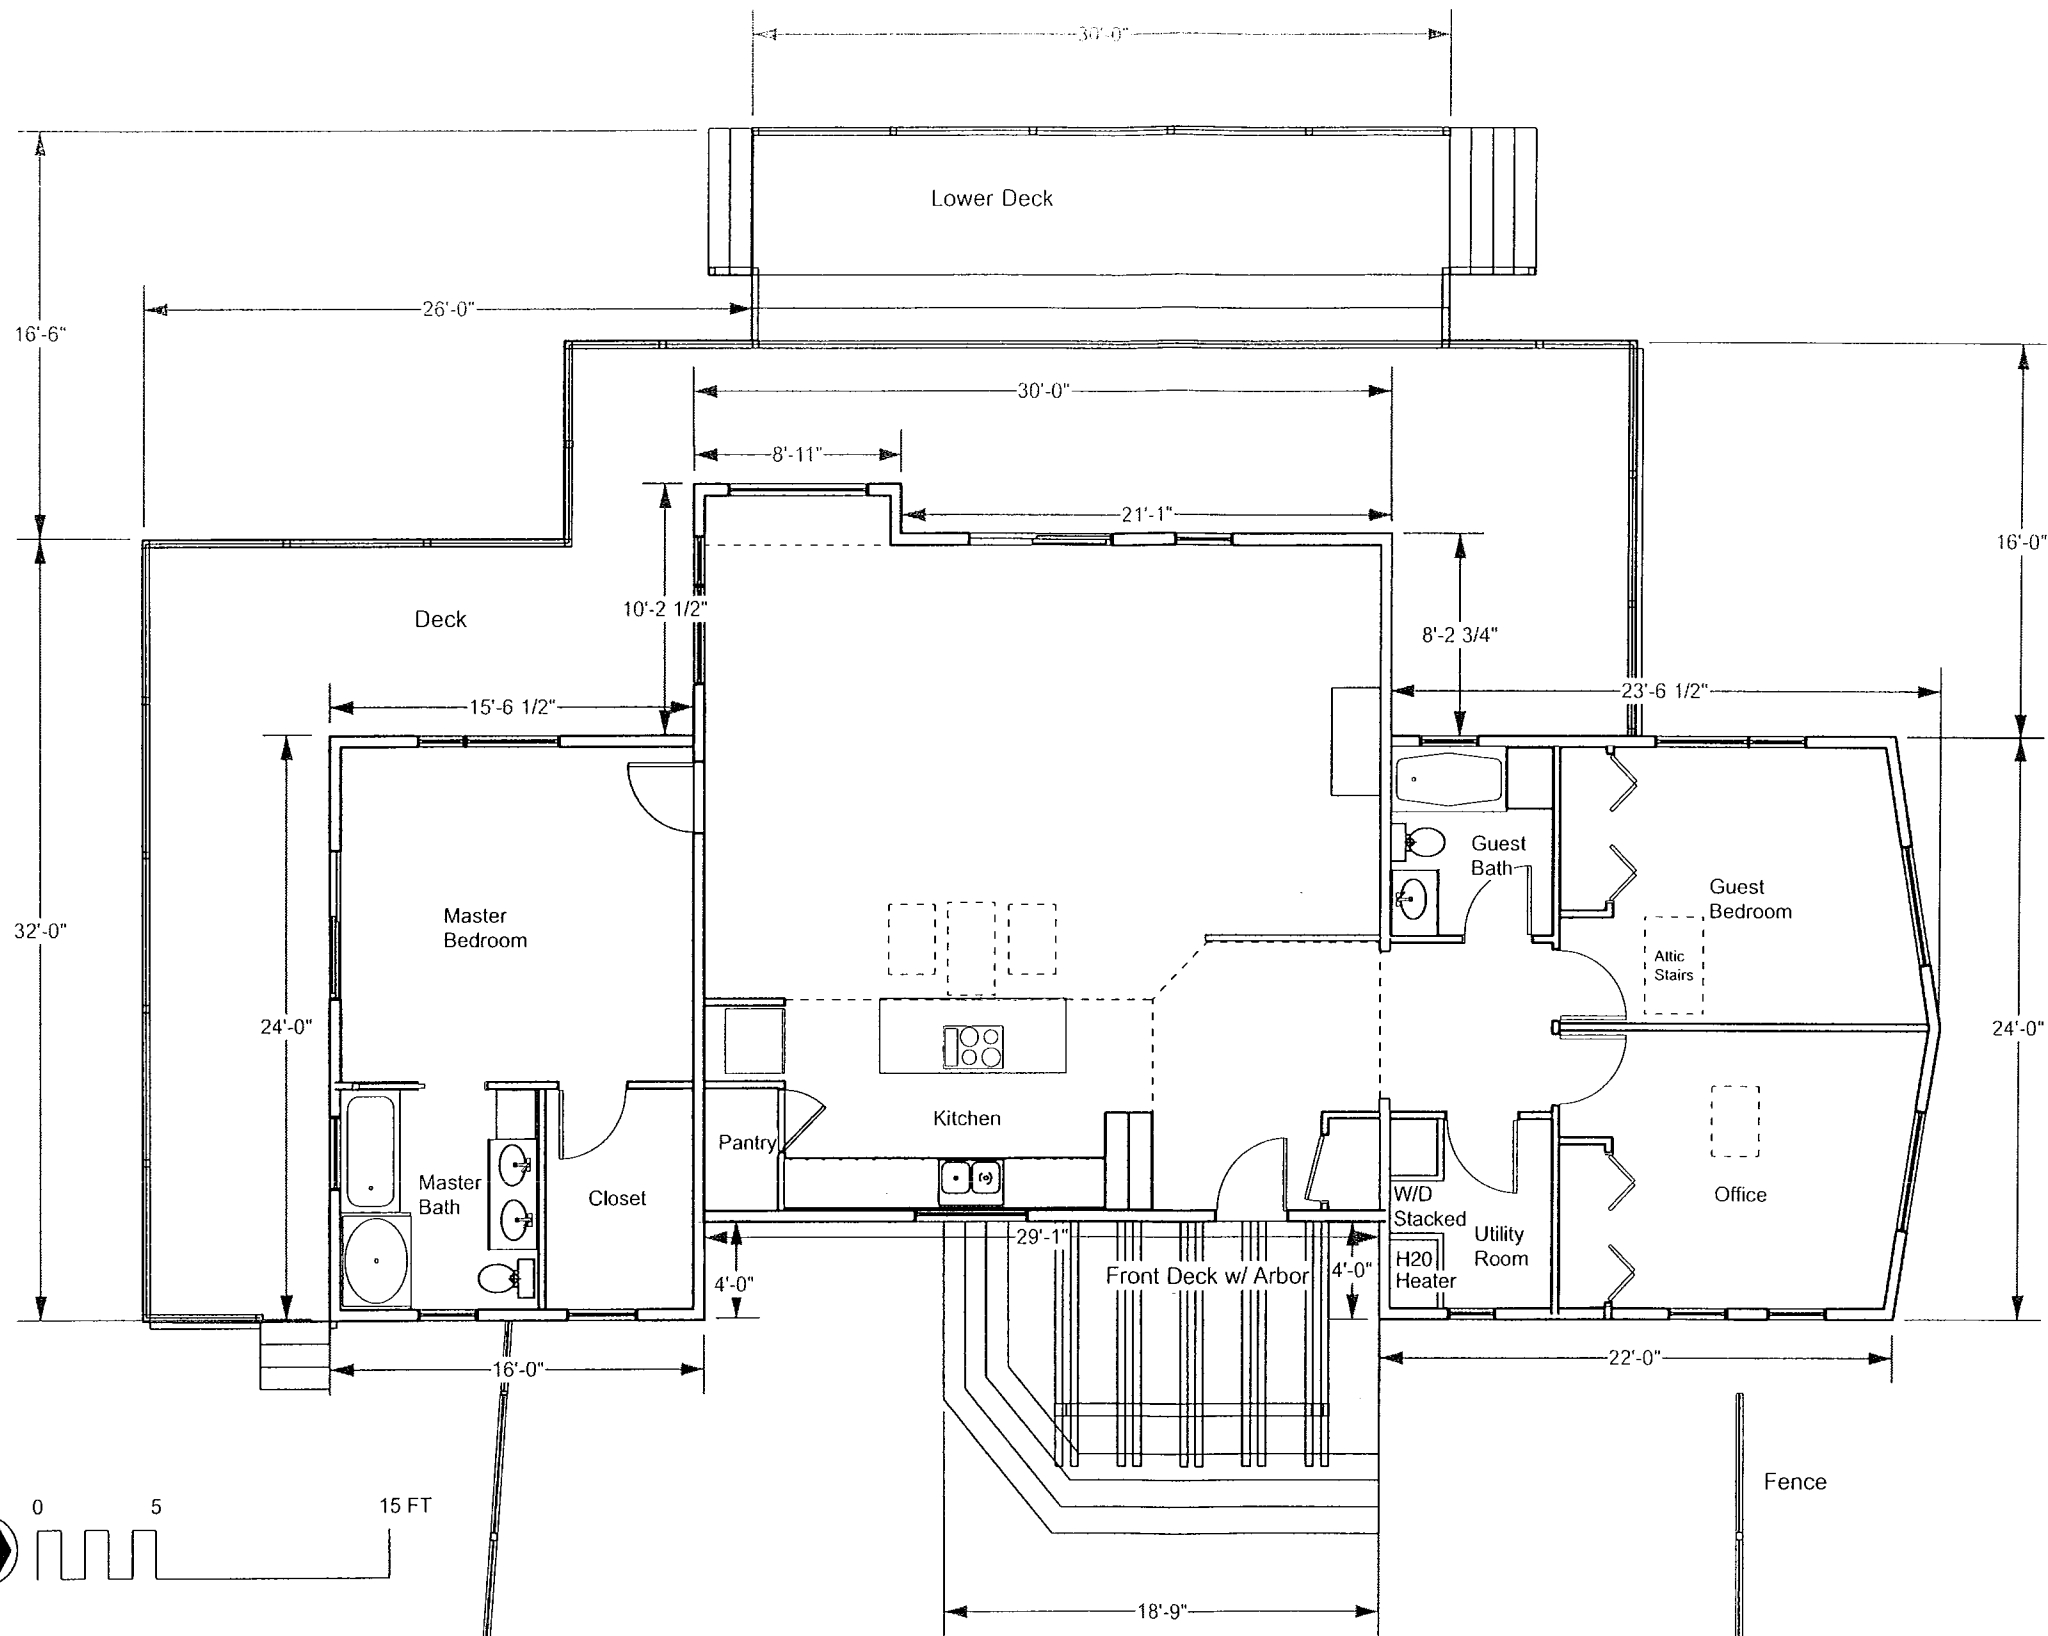 30'-0"
Lower Deck
26'-0"
16'-6"
30'-0"
8'-11"
21'-1"
16'-0"
10'-2 1/2"
Deck
8'-2 3/4"
23'-6 1/2"
15'-6 1/2"
Guest
Bath
Guest
Bedroom
Master
Bedroom
32'-0"
Attic
Stairs
24'-0"
24'-0"
Kitchen
Pantry
Master
Bath
Closet
W/D
Stacked
Office
Utility
Room
29'-1"
H20
Heater
Front Deck w/ Arbor
4'-0"
4'-0"
16'-0"
22'-0"
Fence
0 5 15 FT
18'-9"